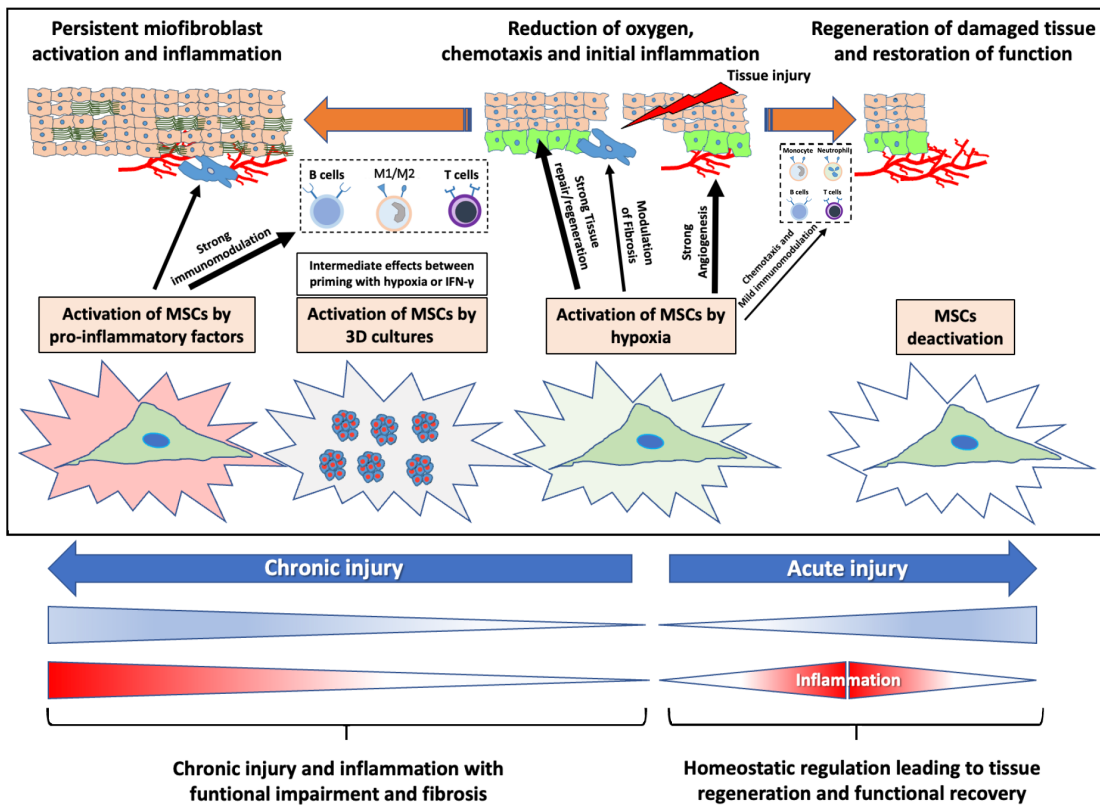 Persistent miofibroblast
activation and inflammation
Reduction of oxygen,
chemotaxis and initial inflammation
Regeneration of damaged tissue
and restoration of function
Tissue injury
B cells
M1/M2
T cells
Monocyte
Neutrophil
B cells
T cells
Strong
immunomodulation
Strong Tissue
repair/regeneration
Modulation
of Fibrosis
Strong
Angiogenesis
Chemotaxis and
Mild immunomodulation
Intermediate effects between
priming with hypoxia or IFN-γ
Activation of MSCs by
pro-inflammatory factors
Activation of MSCs by
3D cultures
Activation of MSCs by
hypoxia
MSCs
deactivation
Chronic injury
Acute injury
Inflammation
Chronic injury and inflammation with
funtional impairment and fibrosis
Homeostatic regulation leading to tissue
regeneration and functional recovery